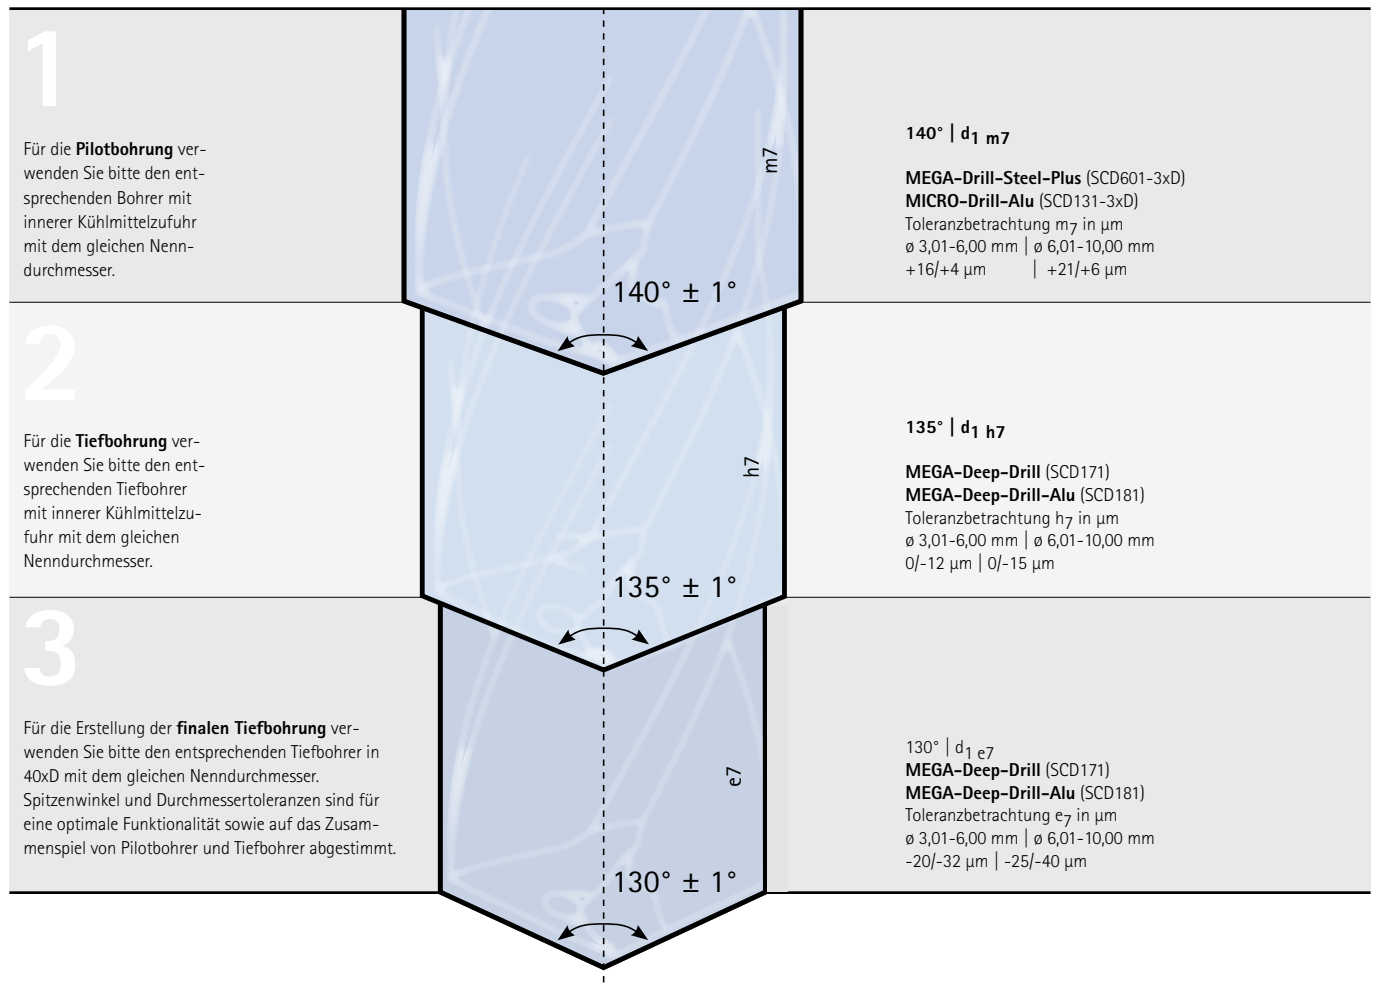 1
Für die Pilotbohrung ver-
wenden Sie bitte den ent-
sprechenden Bohrer mit
innerer Kühlmittelzufuhr
mit dem gleichen Nenn-
durchmesser.
m7
140° ± 1°
140° | d1 m7
MEGA-Drill-Steel-Plus (SCD601-3xD)
MICRO-Drill-Alu (SCD131-3xD)
Toleranzbetrachtung m7 in µm
ø 3,01-6,00 mm | ø 6,01-10,00 mm
+16/+4 µm | +21/+6 µm
2
Für die Tiefbohrung ver-
wenden Sie bitte den ent-
sprechenden Tiefbohrer
mit innerer Kühlmittelzu-
fuhr mit dem gleichen
Nenndurchmesser.
h7
135° ± 1°
135° | d1 h7
MEGA-Deep-Drill (SCD171)
MEGA-Deep-Drill-Alu (SCD181)
Toleranzbetrachtung h7 in µm
ø 3,01-6,00 mm | ø 6,01-10,00 mm
0/-12 µm | 0/-15 µm
3
Für die Erstellung der finalen Tiefbohrung ver-
wenden Sie bitte den entsprechenden Tiefbohrer in
40xD mit dem gleichen Nenndurchmesser.
Spitzenwinkel und Durchmessertoleranzen sind für
eine optimale Funktionalität sowie auf das Zusam-
menspiel von Pilotbohrer und Tiefbohrer abgestimmt.
e7
130° ± 1°
130° | d1 e7
MEGA-Deep-Drill (SCD171)
MEGA-Deep-Drill-Alu (SCD181)
Toleranzbetrachtung e7 in µm
ø 3,01-6,00 mm | ø 6,01-10,00 mm
-20/-32 µm | -25/-40 µm